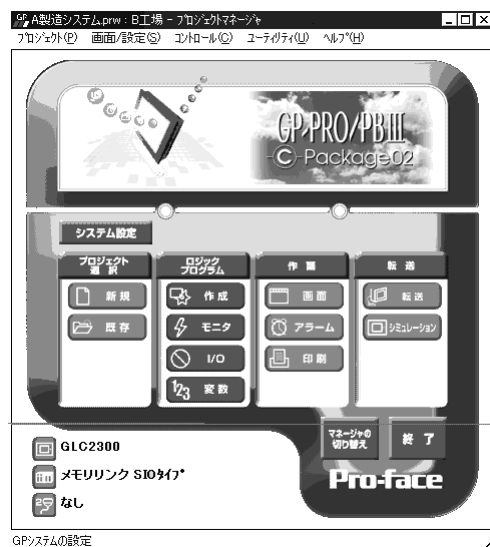 A製造システム.prw : B工場 - プロジェクトマネージャ
プロジェクト(P) 画面/設定(S) コントロール(C) ユーティリティ(U) ヘルプ(H)
GP-PRO/PBⅢ
C-Package02
システム設定
プロジェクト
選択
新規
既存
ロジック
プログラム
作成
モニタ
I/O
変数
作画
画面
アラーム
印刷
転送
転送
シミュレーション
マネージャの
切り替え
終了
Pro-face
GLC2300
メモリリンク SIOタイプ
なし
GPシステムの設定